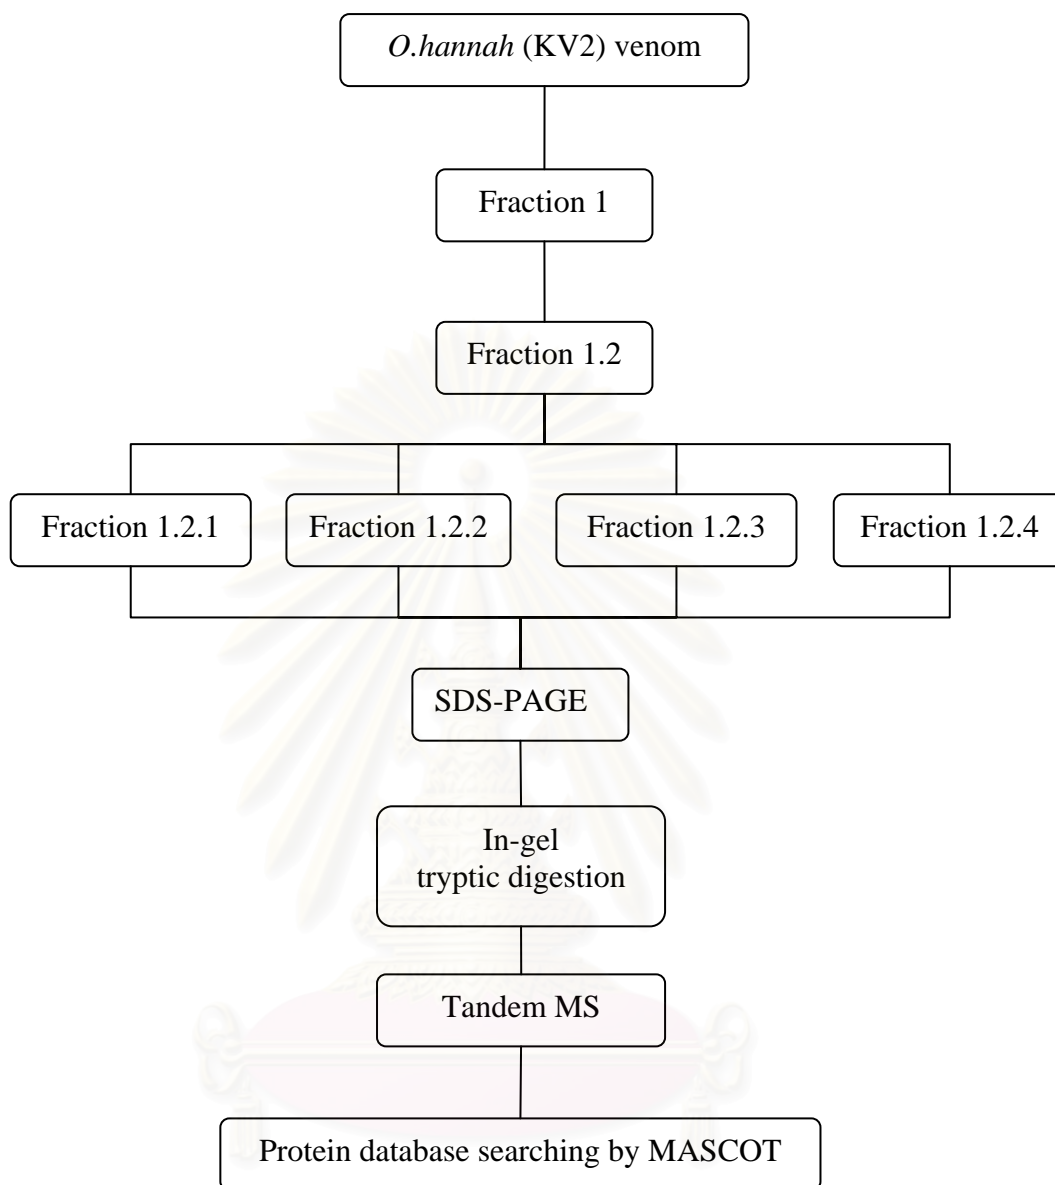 O.hannah (KV2) venom
Fraction 1
Fraction 1.2
Fraction 1.2.1
Fraction 1.2.2
Fraction 1.2.3
Fraction 1.2.4
SDS-PAGE
In-gel
tryptic digestion
Tandem MS
Protein database searching by MASCOT